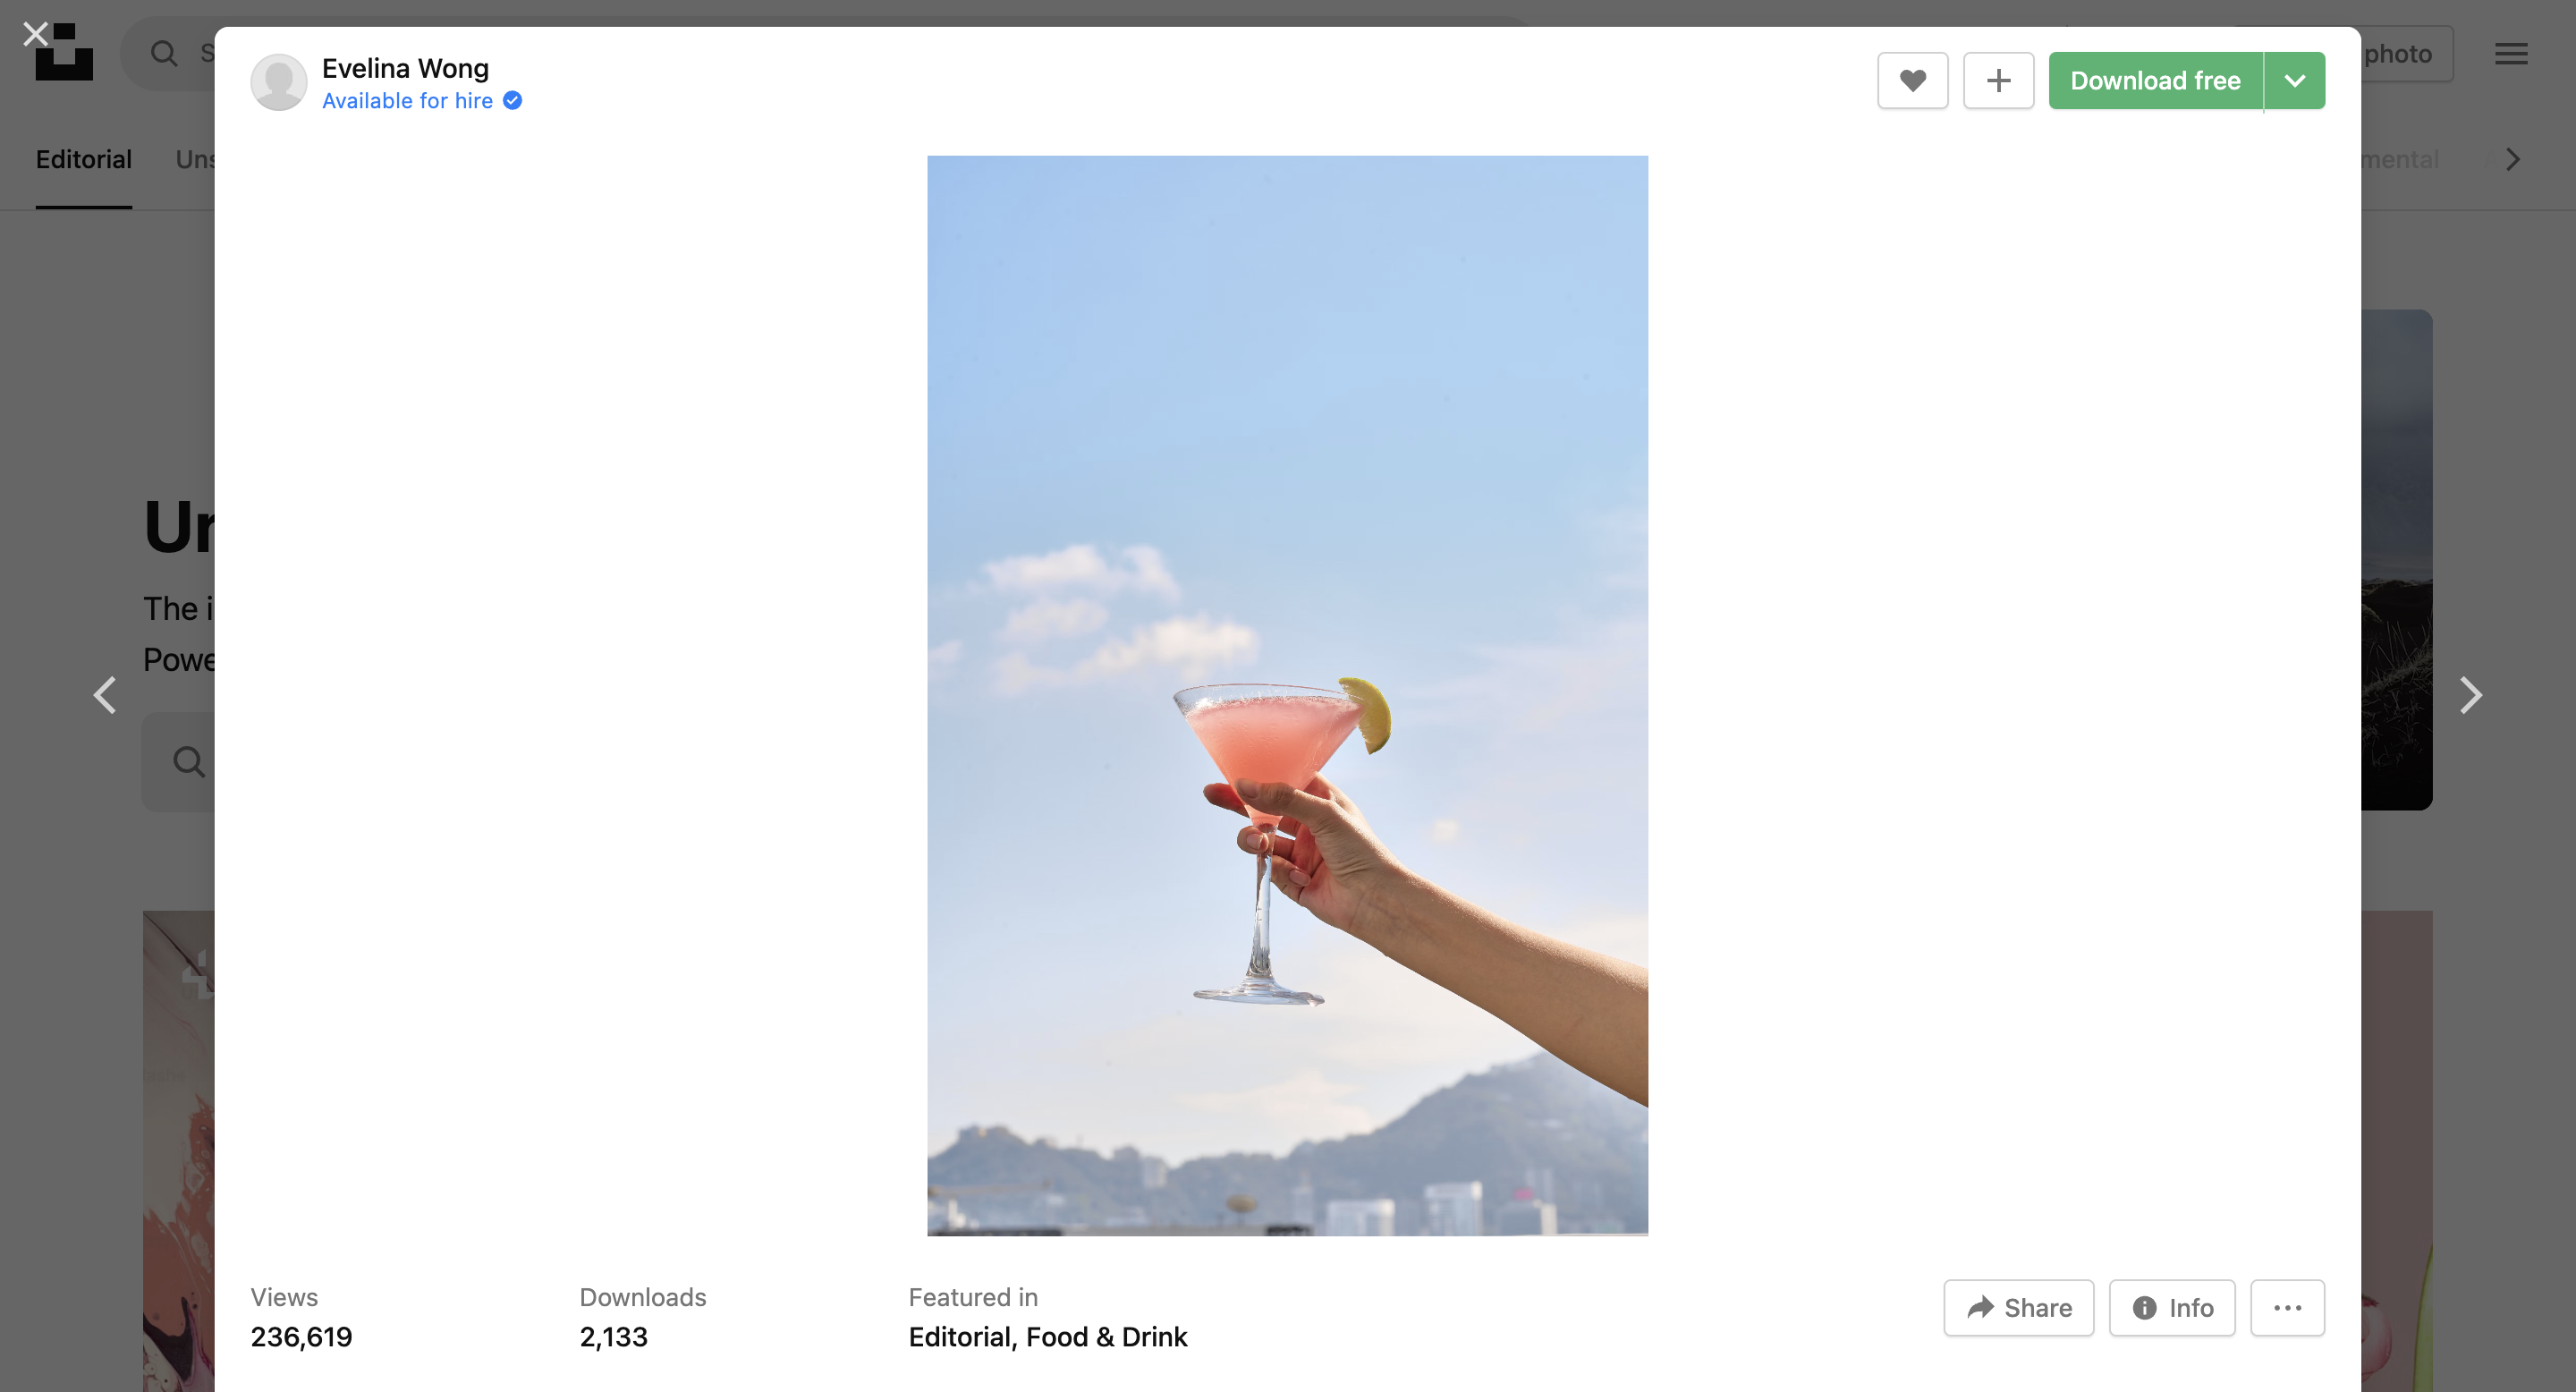 Evelina Wong
Available for hire
Download free
photo
Editorial
Uns
mental
Ur
The i
Powe
Views
236,619
Downloads
2,133
Featured in
Editorial, Food & Drink
Share
Info